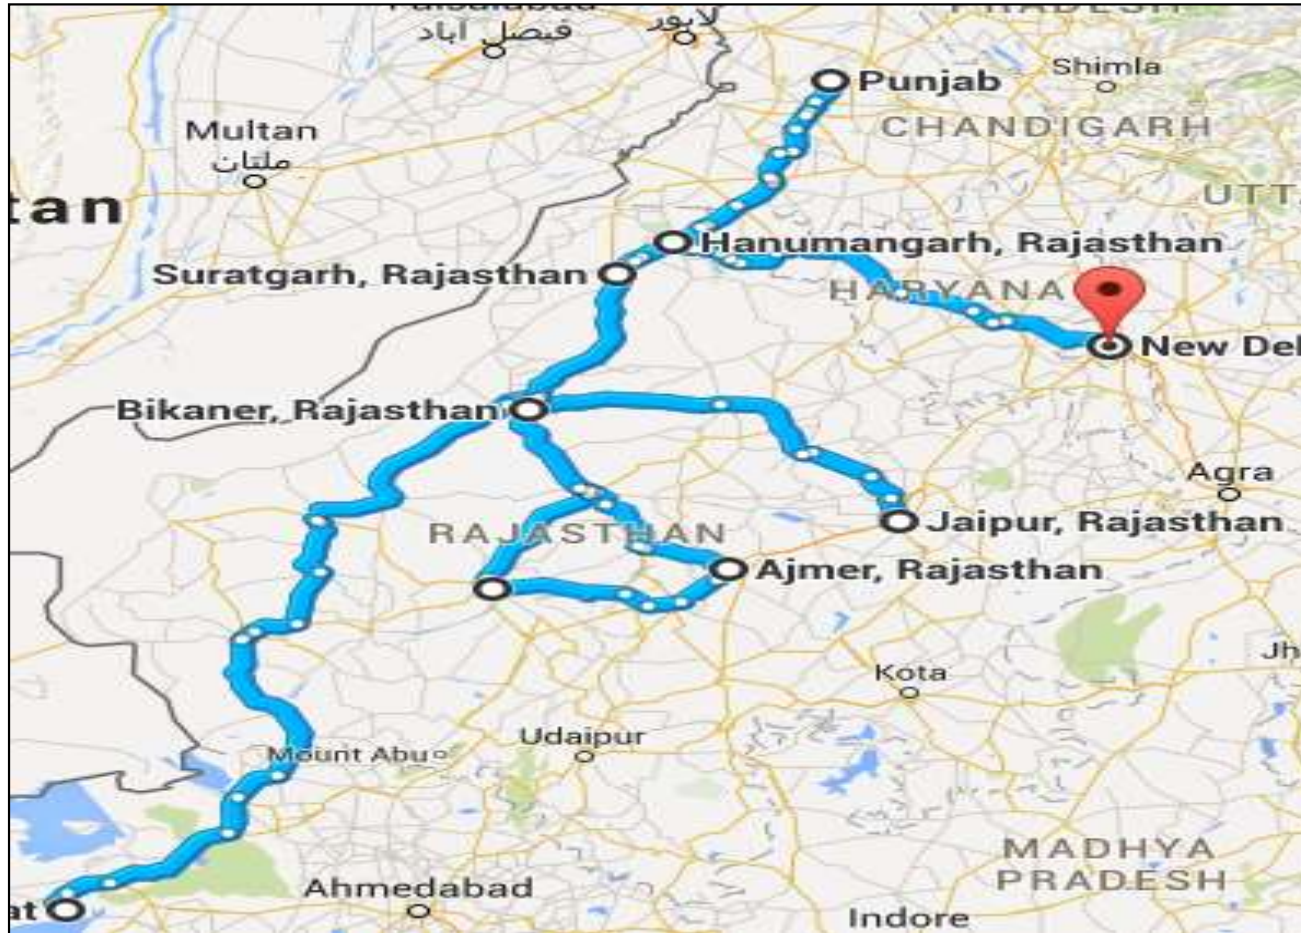 لاہور
فیصل آباد
Punjab
Shimla
Multan
ملتان
CHANDIGARH
tan
UTT
Hanumangarh, Rajasthan
Suratgarh, Rajasthan
HARYANA
New Del
Bikaner, Rajasthan
Agra
Jaipur, Rajasthan
RAJASTHAN
Ajmer, Rajasthan
Jh
Kota
Udaipur
Mount Abu
MADHYA
PRADESH
Ahmedabad
at
Indore